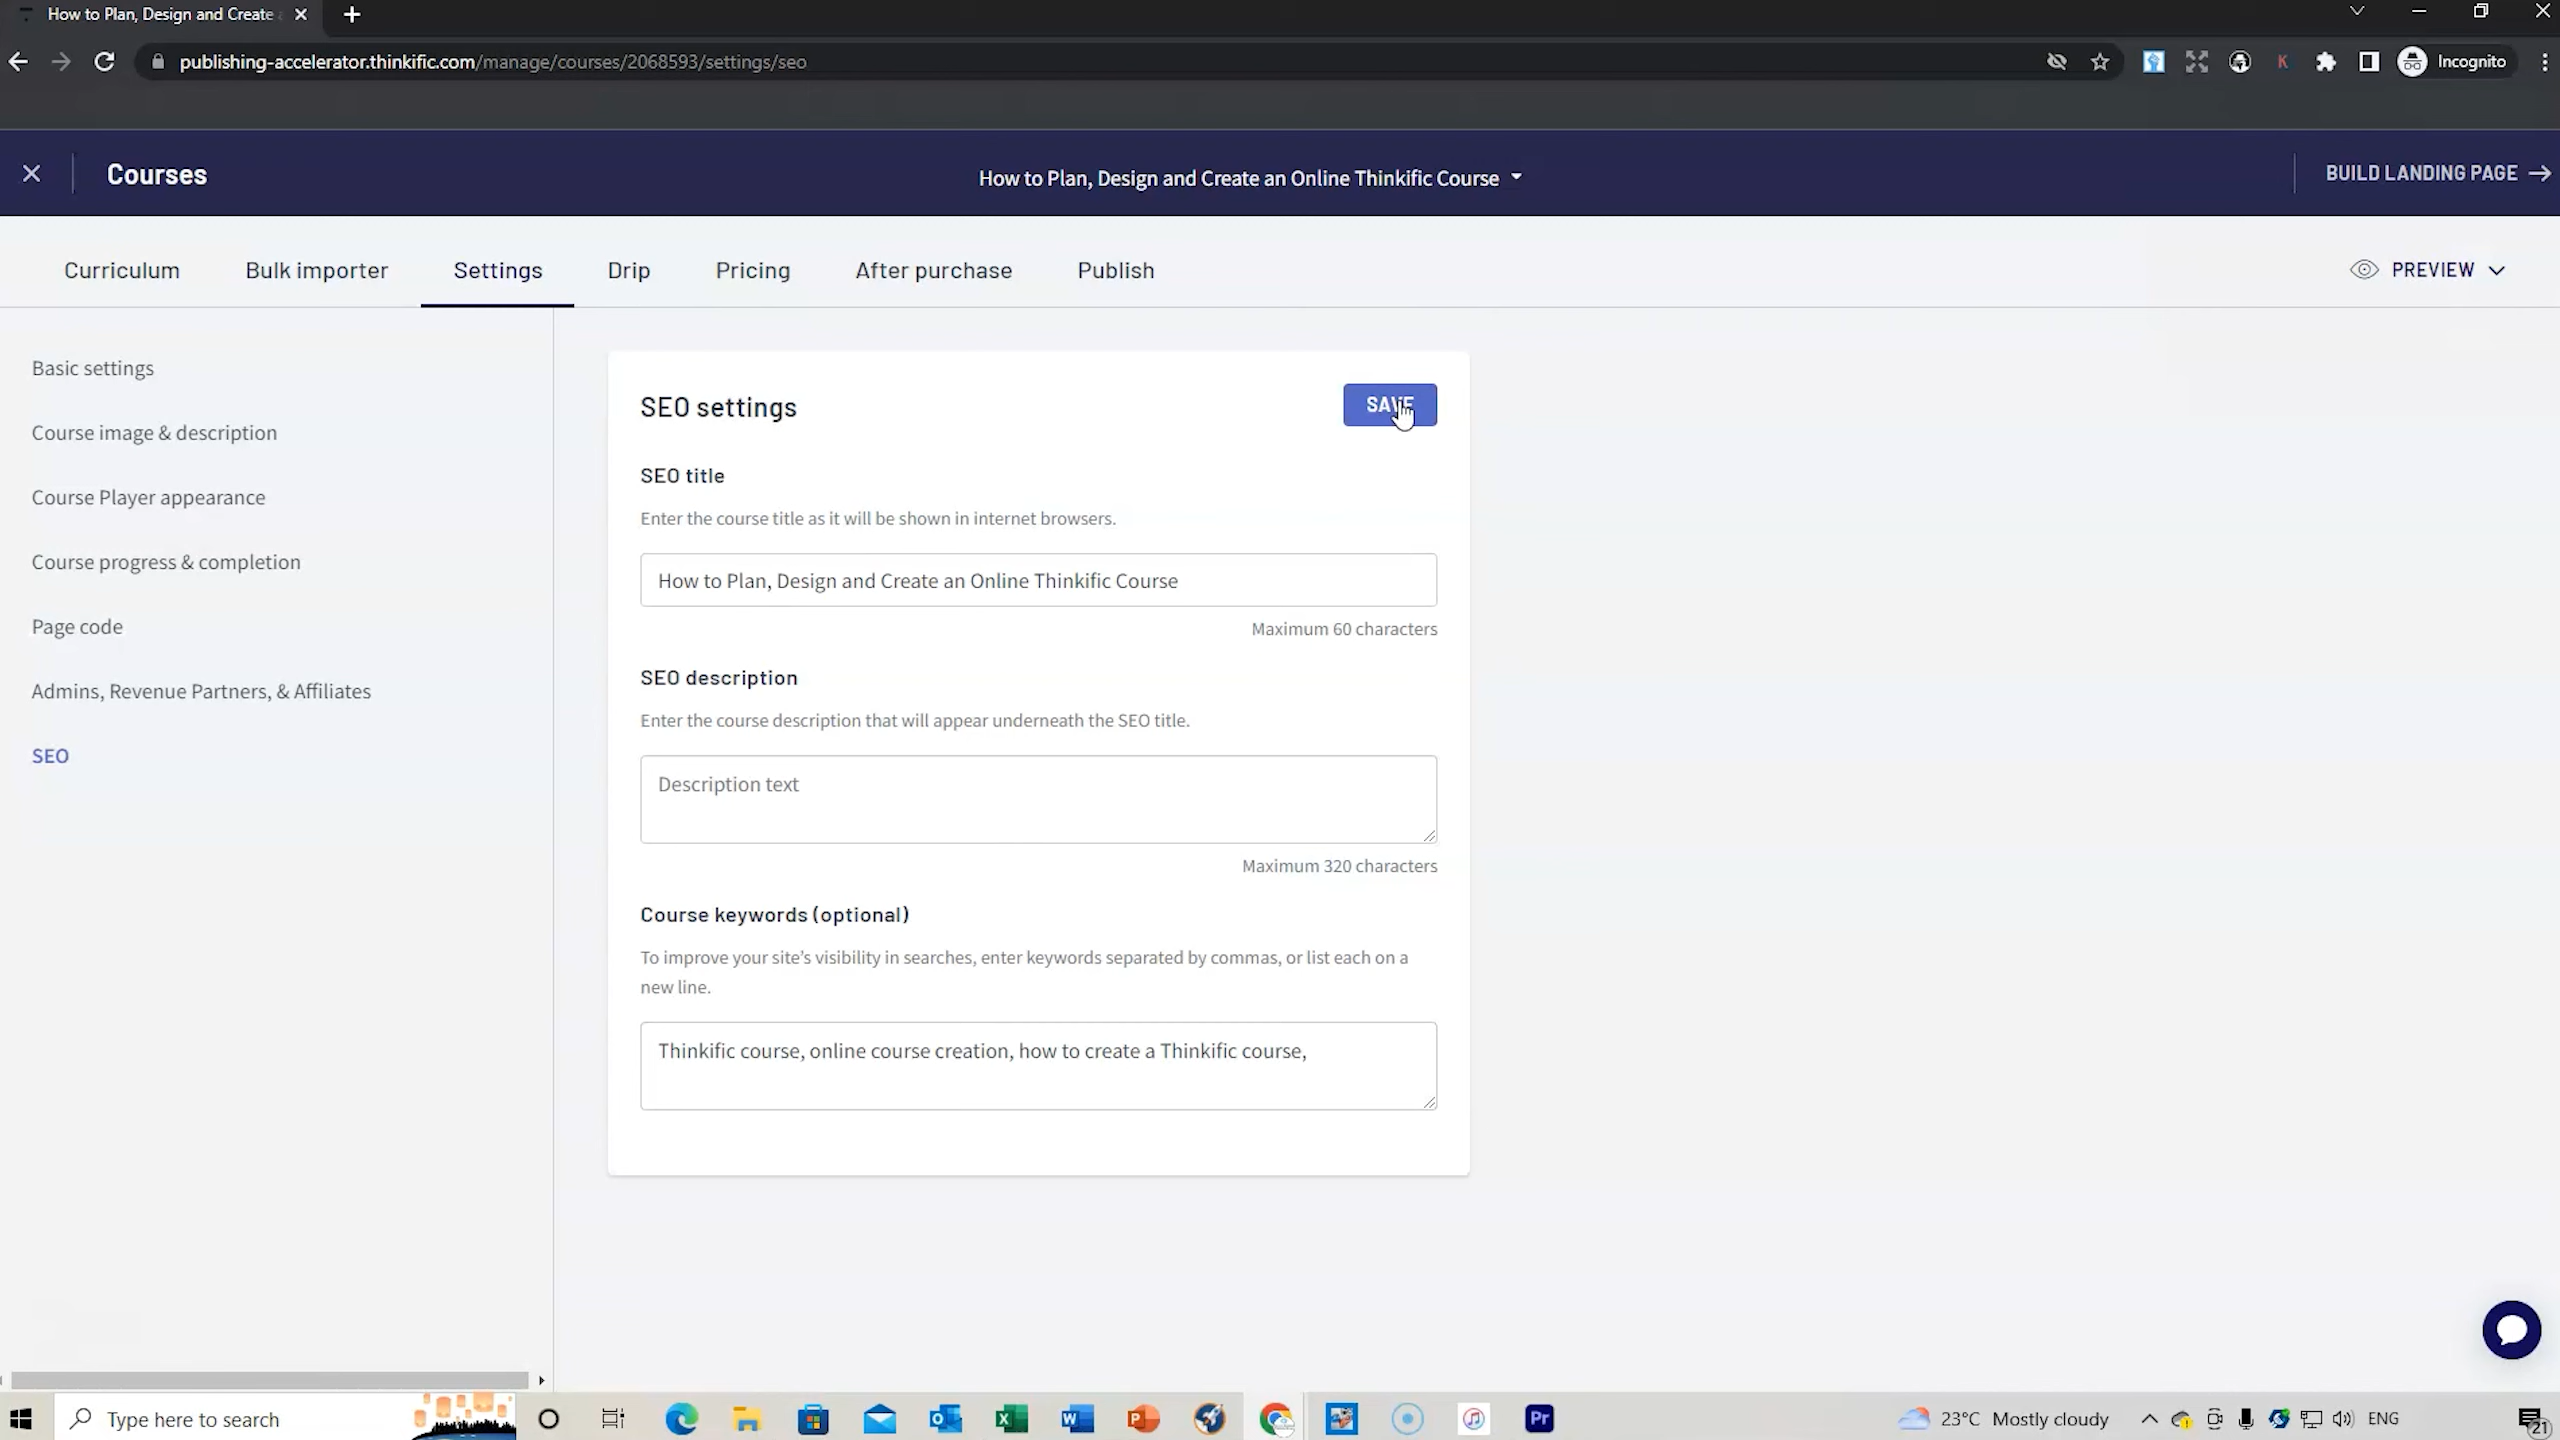 How to Plan, Design and Create
publishing-accelerator.thinkific.com/manage/courses/2068593/settings/seo
K
Incognito
Courses
How to Plan, Design and Create an Online Thinkific Course
BUILD LANDING PAGE
Curriculum
Bulk importer
Settings
Drip
Pricing
After purchase
Publish
PREVIEW
Basic settings
Course image & description
Course Player appearance
Course progress & completion
Page code
Admins, Revenue Partners, & Affiliates
SEO
SEO settings
SAVE
SEO title
Enter the course title as it will be shown in internet browsers.
How to Plan, Design and Create an Online Thinkific Course
Maximum 60 characters
SEO description
Enter the course description that will appear underneath the SEO title.
Description text
Maximum 320 characters
Course keywords (optional)
To improve your site's visibility in searches, enter keywords separated by commas, or list each on a
new line.
Thinkific course, online course creation, how to create a Thinkific course,
Type here to search
Pr
23°C Mostly cloudy
ENG
21